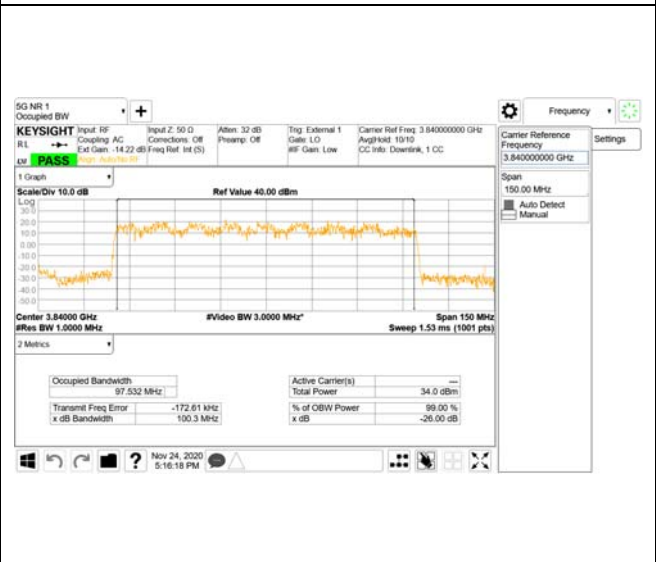 5G NR 1
Occupied BW
+
Frequency
Settings
KEYSIGHT
RL
PASS
Input: RF
Coupling: AC
Ext Gain: -14.22 dB
Align: Auto/No RF
Input Z: 50 Ω
Corrections: Off
Freq Ref: Int (S)
Atten: 32 dB
Preamp: Off
Trig: External 1
Gate: LO
#IF Gain: Low
Carrier Ref Freq: 3.840000000 GHz
Avg|Hold: 10/10
CC Info: Downlink, 1 CC
Carrier Reference
Frequency
3.840000000 GHz
Span
150.00 MHz
Auto Detect
Manual
1 Graph
Scale/Div 10.0 dB
Ref Value 40.00 dBm
Log
30.0
20.0
10.0
0.00
-10.0
-20.0
-30.0
-40.0
-50.0
Center 3.84000 GHz
#Video BW 3.0000 MHz*
Span 150 MHz
#Res BW 1.0000 MHz
Sweep 1.53 ms (1001 pts)
2 Metrics
Occupied Bandwidth
97.532 MHz
Active Carrier(s)
---
Total Power
34.0 dBm
Transmit Freq Error
-172.61 kHz
% of OBW Power
99.00 %
x dB Bandwidth
100.3 MHz
x dB
-26.00 dB
?
Nov 24, 2020
5:16:18 PM